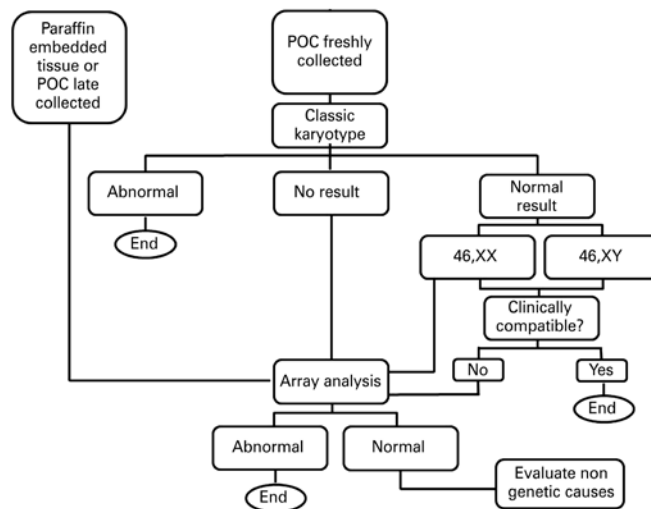 Paraffin
embedded
tissue or
POC late
collected
POC freshly
collected
Classic
karyotype
Abnormal
No result
Normal
result
End
46,XX
46,XY
Clinically
compatible?
No
Yes
End
Array analysis
Abnormal
Normal
End
Evaluate non
genetic causes